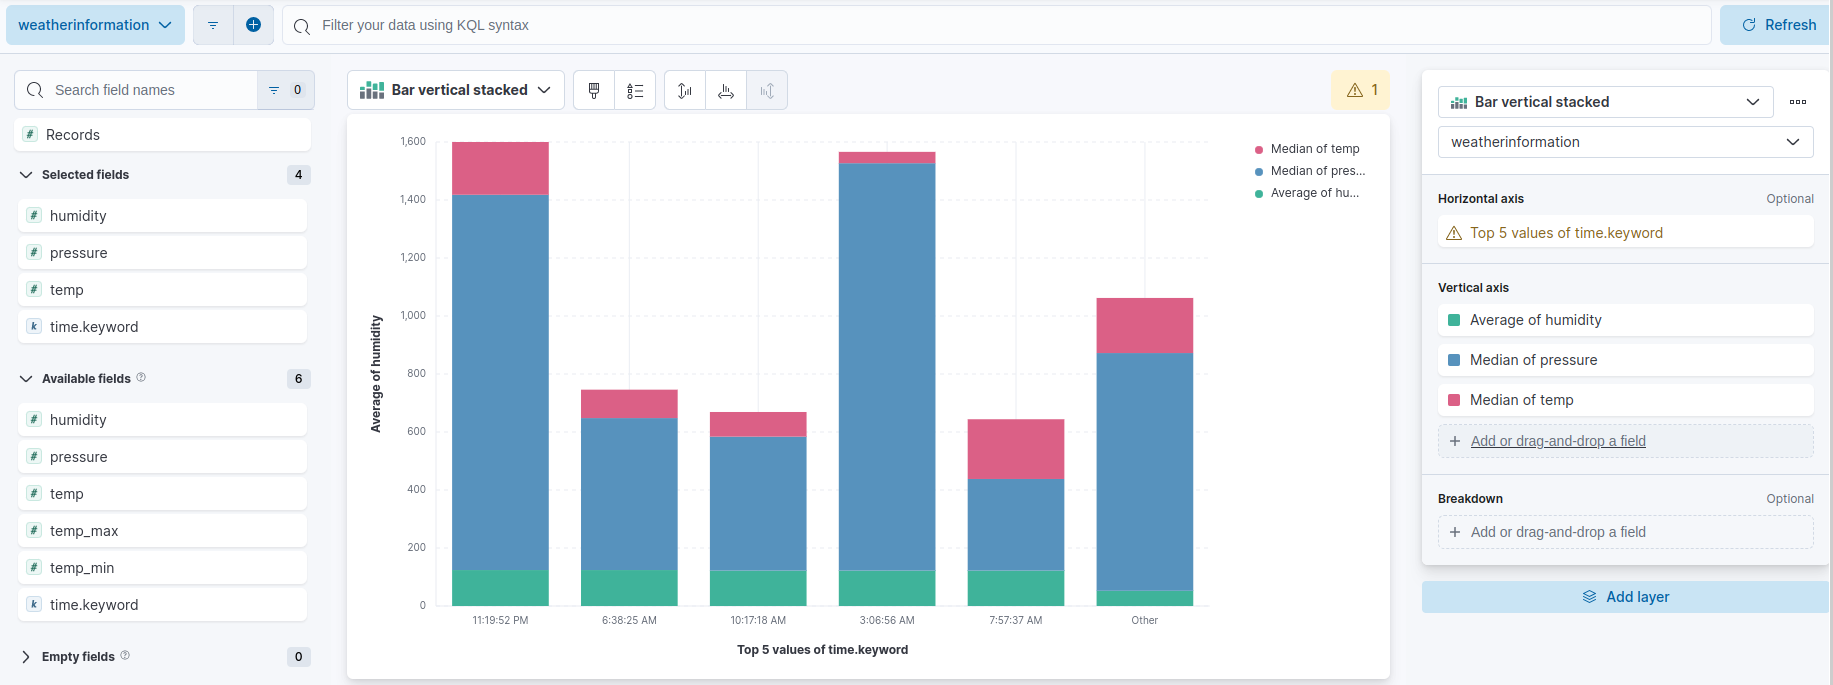 weatherinformation
Filter your data using KQL syntax
Refresh
Search field names
0
Records
Selected fields
4
humidity
pressure
temp
k time.keyword
Available fields
6
humidity
pressure
temp
temp_max
temp_min
k time.keyword
Empty fields
0
Bar vertical stacked
1
1,600
1,400
1,200
1,000
800
600
400
200
0
Average of humidity
11:19:52 PM
6:38:25 AM
10:17:18 AM
3:06:56 AM
7:57:37 AM
Other
Top 5 values of time.keyword
Median of temp
Median of pres...
Average of hu...
Bar vertical stacked
weatherinformation
Horizontal axis
Optional
Top 5 values of time.keyword
Vertical axis
Average of humidity
Median of pressure
Median of temp
Add or drag-and-drop a field
Breakdown
Optional
Add or drag-and-drop a field
Add layer